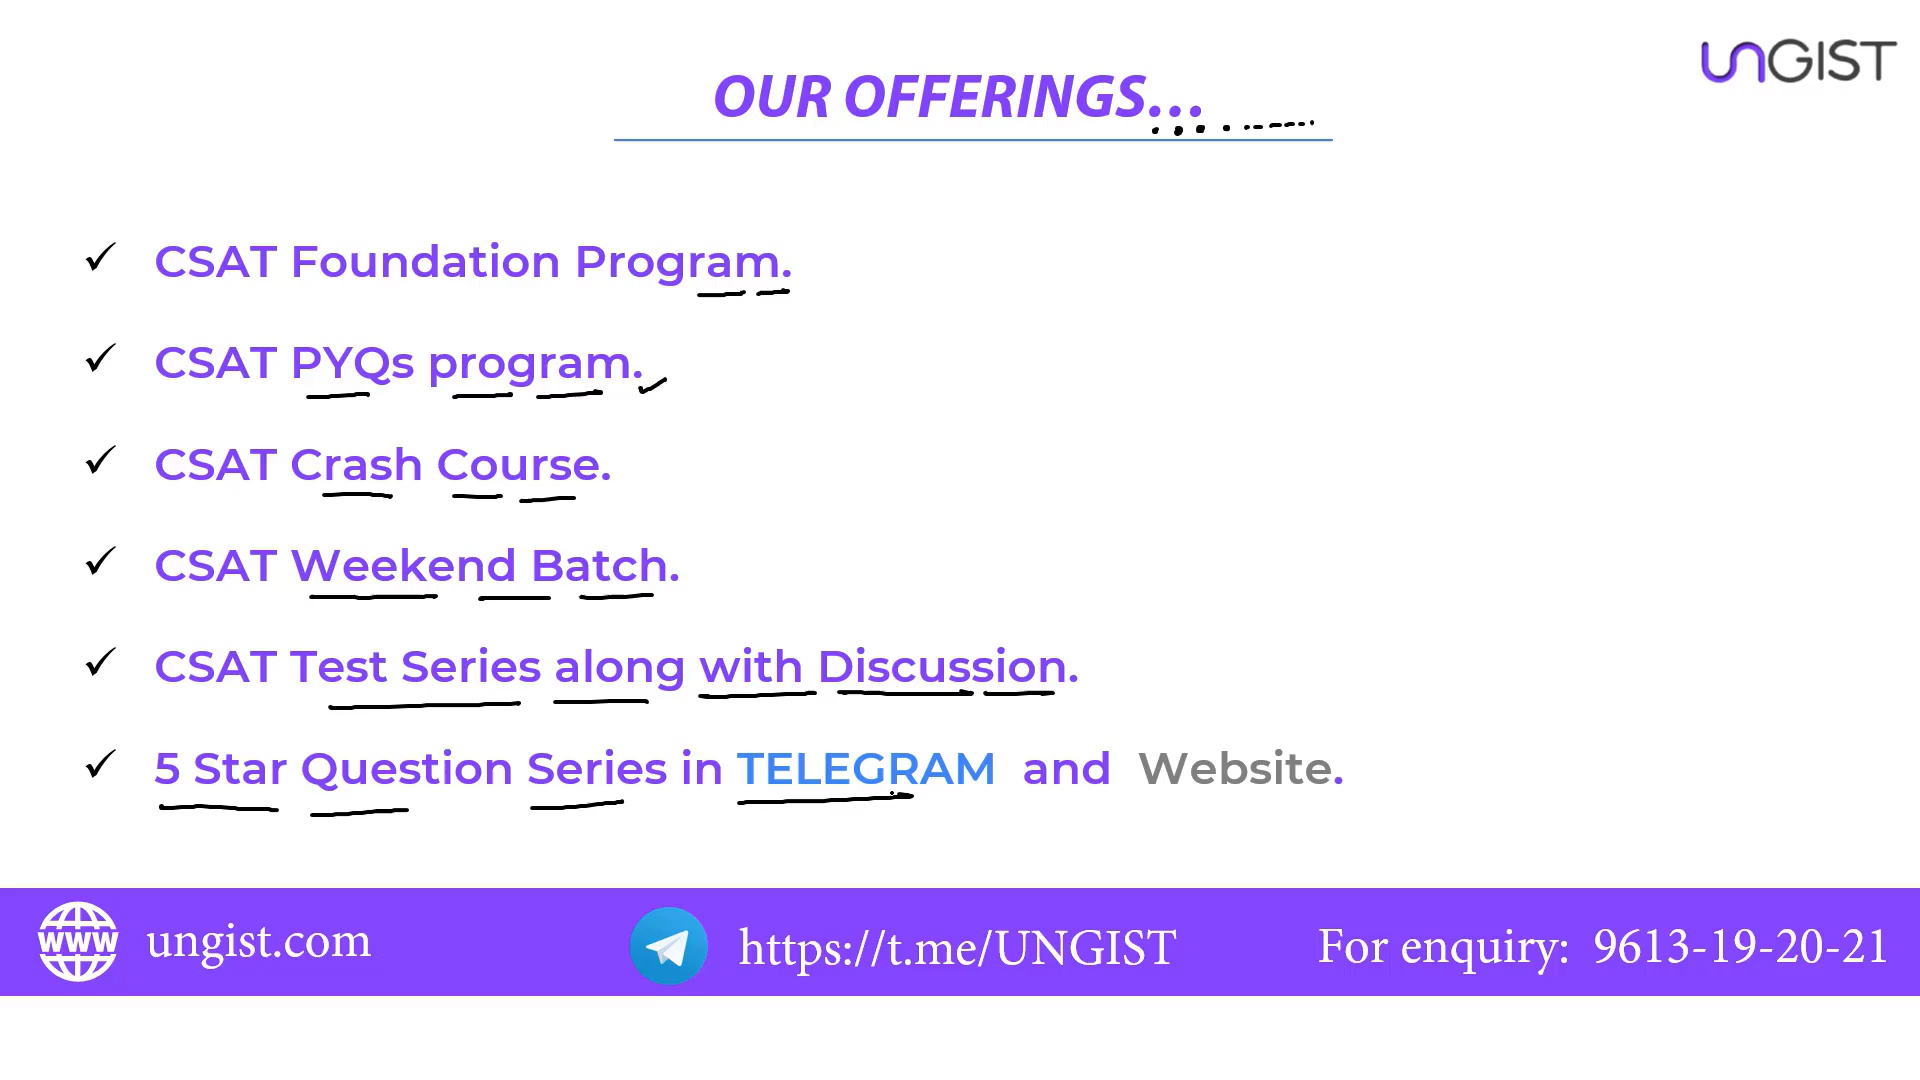 UNGIST
OUR OFFERINGS...
✓ CSAT Foundation Program.
✓ CSAT PYQs program.
✓ CSAT Crash Course.
✓ CSAT Weekend Batch.
✓ CSAT Test Series along with Discussion.
✓ 5 Star Question Series in TELEGRAM and Website.
WWW ungist.com https://t.me/UNGIST For enquiry: 9613-19-20-21